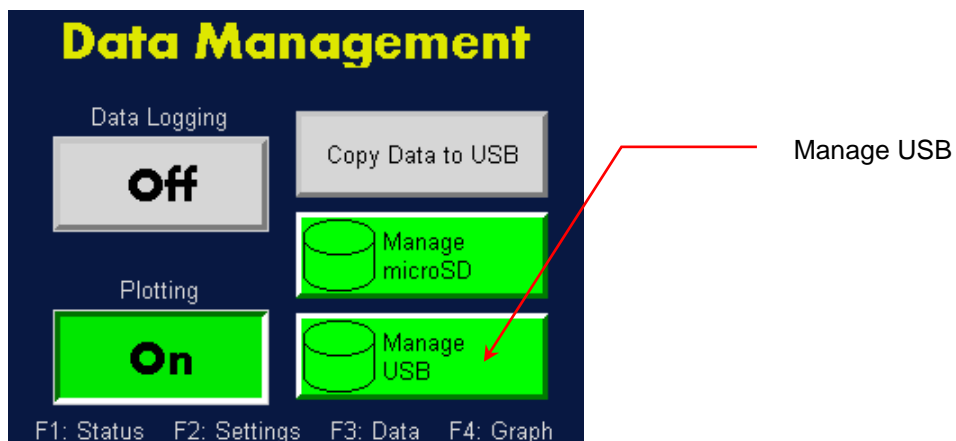 Data Management
Data Logging
Off
Copy Data to USB
Manage USB
Manage
microSD
Plotting
On
Manage
USB
F1: Status F2: Settings F3: Data F4: Graph